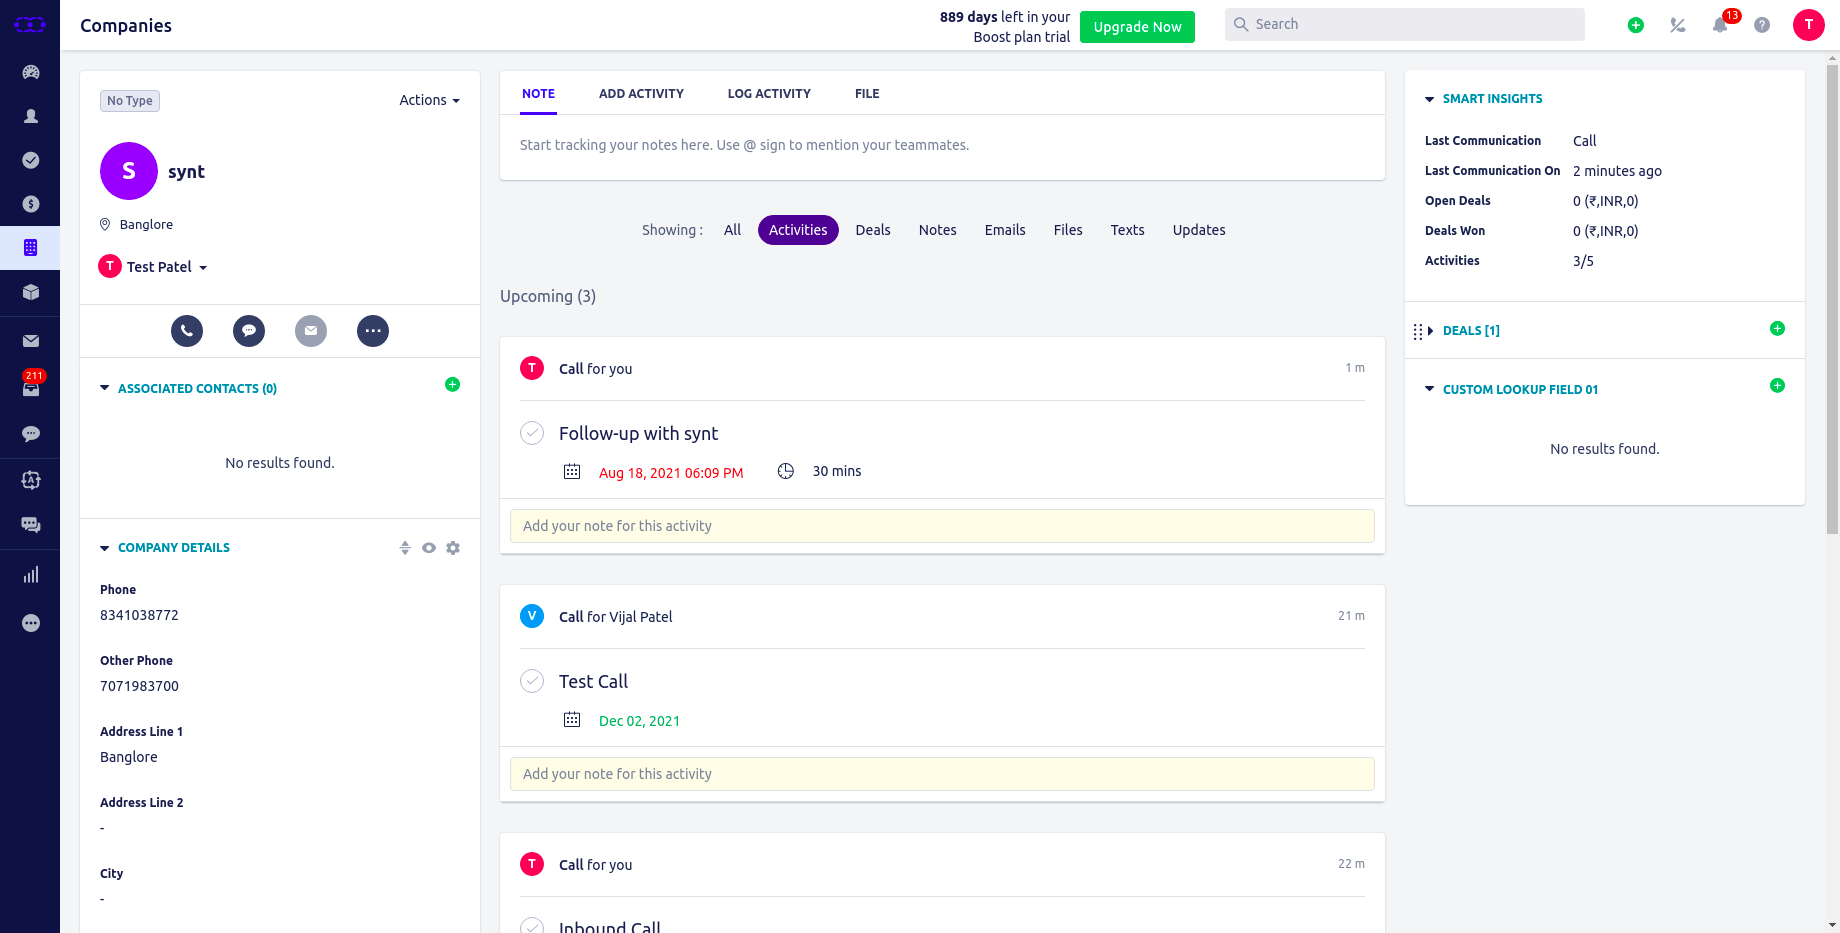 Companies
889 days left in your
Boost plan trial
Upgrade Now
Search
13
T
211
No Type
Actions
S
synt
Banglore
T
Test Patel
ASSOCIATED CONTACTS (0)
No results found.
COMPANY DETAILS
Phone
8341038772
Other Phone
7071983700
Address Line 1
Banglore
Address Line 2
-
City
-
NOTE
ADD ACTIVITY
LOG ACTIVITY
FILE
Start tracking your notes here. Use @ sign to mention your teammates.
Showing :
All
Activities
Deals
Notes
Emails
Files
Texts
Updates
Upcoming (3)
T
Call for you
1 m
Follow-up with synt
Aug 18, 2021 06:09 PM
30 mins
Add your note for this activity
V
Call for Vijal Patel
21 m
Test Call
Dec 02, 2021
Add your note for this activity
T
Call for you
22 m
Inbound Call
SMART INSIGHTS
Last Communication
Call
Last Communication On
2 minutes ago
Open Deals
0 (₹,INR,0)
Deals Won
0 (₹,INR,0)
Activities
3/5
DEALS [1]
CUSTOM LOOKUP FIELD 01
No results found.